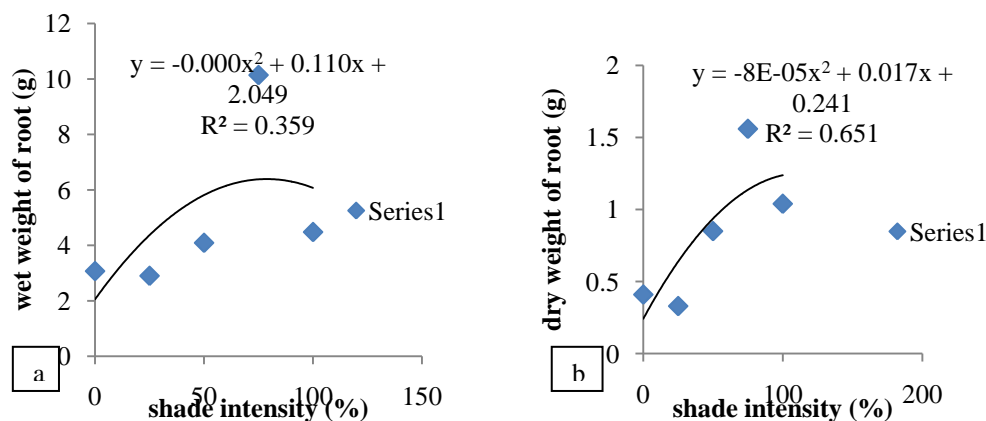 12
10
8
6
4
2
0
wet weight of root (g)
y = -0.000x² + 0.110x +
2.049
R² = 0.359
Series1
a
0 50 100 150
shade intensity (%)
2
1.5
1
0.5
0
dry weight of root (g)
y = -8E-05x² + 0.017x +
0.241
R² = 0.651
Series1
b
0 100 200
shade intensity (%)